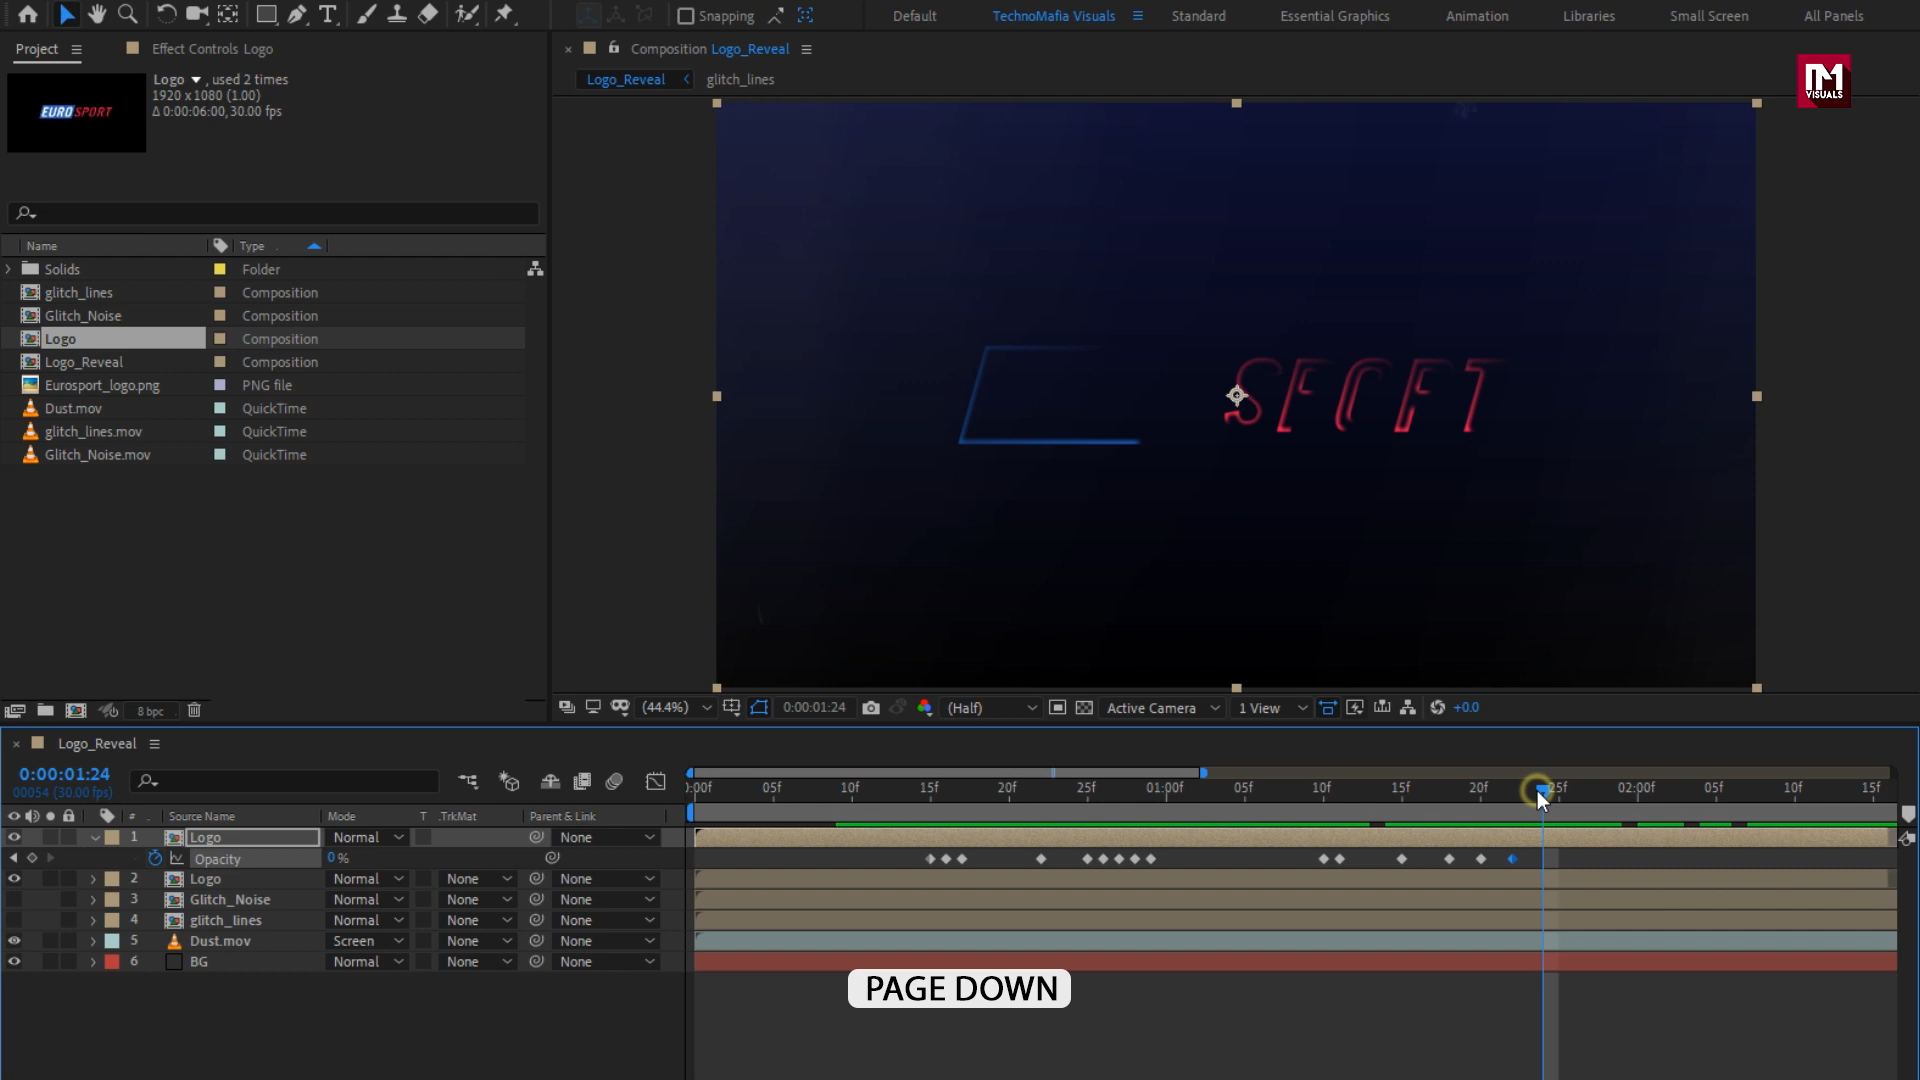 Snapping
Default
TechnoMafia Visuals
Standard
Essential Graphics
Animation
Libraries
Small Screen
All Panels
Project
Effect Controls Logo
Composition Logo_Reveal
Logo , used 2 times
1920 x 1080 (1.00)
Δ 0:00:06:00, 30.00 fps
EUROSPORT
Logo_Reveal
glitch_lines
VISUALS
Name
Type
Solids
Folder
glitch_lines
Composition
Glitch_Noise
Composition
Logo
Composition
Logo_Reveal
Composition
Eurosport_logo.png
PNG file
Dust.mov
QuickTime
glitch_lines.mov
QuickTime
Glitch_Noise.mov
QuickTime
8 bpc
(44.4%)
0:00:01:24
(Half)
Active Camera
1 View
+0.0
Logo_Reveal
0:00:01:24
00054 (30.00 fps)
:00f 05f 10f 15f 20f 25f 01:00f 05f 10f 15f 20f 25f 02:00f 05f 10f 15f
# Source Name Mode T .TrkMat Parent & Link
1 Logo Normal None
Opacity 0 %
2 Logo Normal None None
3 Glitch_Noise Normal None None
4 glitch_lines Normal None None
5 Dust.mov Screen None None
6 BG Normal None None
PAGE DOWN